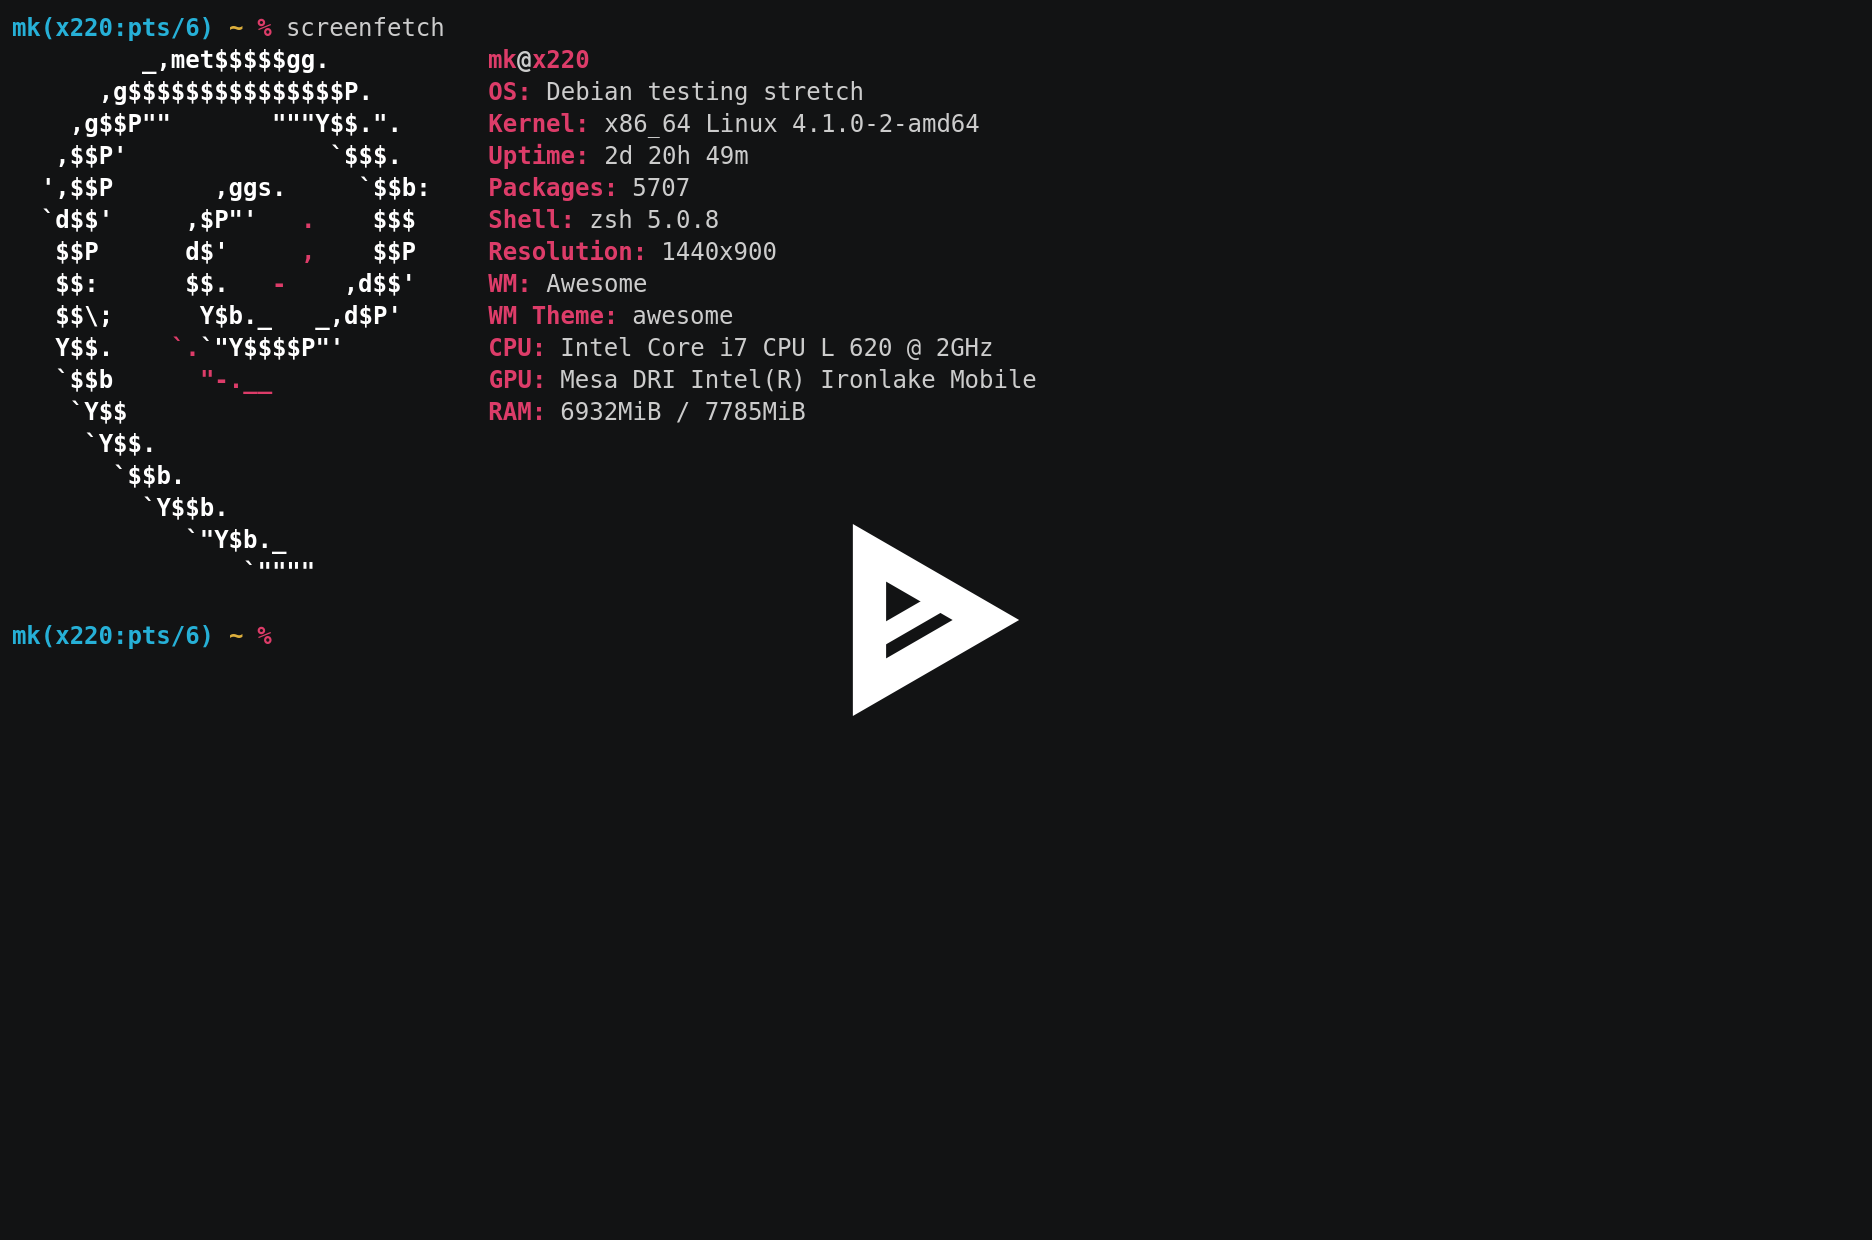 mk(x220:pts/6) ~ % screenfetch
         _,met$$$$$gg.           mk@x220
      ,g$$$$$$$$$$$$$$$P.        OS: Debian testing stretch
    ,g$$P""       """Y$$.".      Kernel: x86_64 Linux 4.1.0-2-amd64
   ,$$P'              `$$$.      Uptime: 2d 20h 49m
  ',$$P       ,ggs.     `$$b:    Packages: 5707
  `d$$'     ,$P"'   .    $$$     Shell: zsh 5.0.8
   $$P      d$'     ,    $$P     Resolution: 1440x900
   $$:      $$.   -    ,d$$'     WM: Awesome
   $$\;      Y$b._   _,d$P'      WM Theme: awesome
   Y$$.    `.`"Y$$$$P"'          CPU: Intel Core i7 CPU L 620 @ 2GHz
   `$$b      "-.__               GPU: Mesa DRI Intel(R) Ironlake Mobile
    `Y$$                         RAM: 6932MiB / 7785MiB
     `Y$$.
       `$$b.
         `Y$$b.
            `"Y$b._
                `""""
mk(x220:pts/6) ~ %